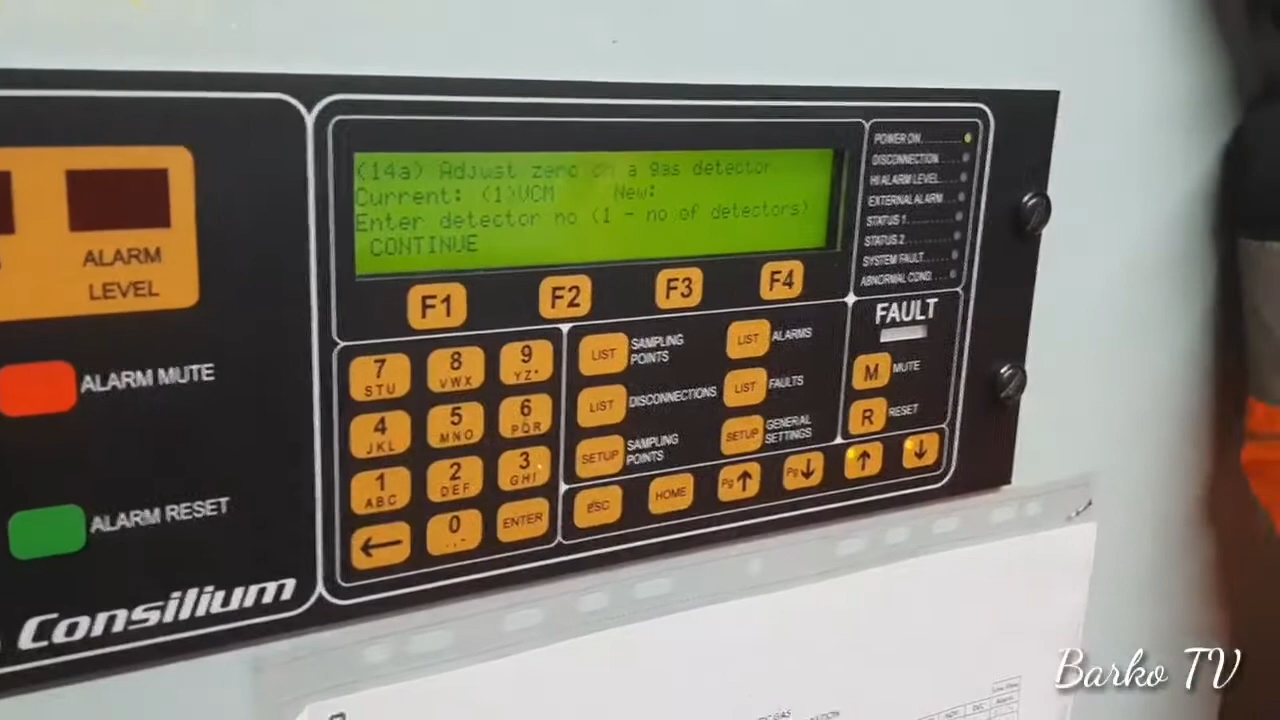 (14a) Adjust zero on a gas detector
Current: (1)VCM New:
Enter detector no (1 - no of detectors)
CONTINUE
F1 F2 F3 F4
POWER ON
DISCONNECTION
HI ALARM LEVEL
EXTERNAL ALARM
STATUS 1
STATUS 2
SYSTEM FAULT
ABNORMAL COND.
FAULT
M MUTE
R RESET
ALARM
LEVEL
ALARM MUTE
ALARM RESET
Consilium
7 STU
8 VWX
9 YZ*
4 JKL
5 MNO
6 PQR
1 ABC
2 DEF
3 GHI
0
ENTER
LIST SAMPLING POINTS
LIST ALARMS
LIST DISCONNECTIONS
LIST FAULTS
SETUP SAMPLING POINTS
SETUP GENERAL SETTINGS
ESC
HOME
Pg
Pg
GAS
Barko TV